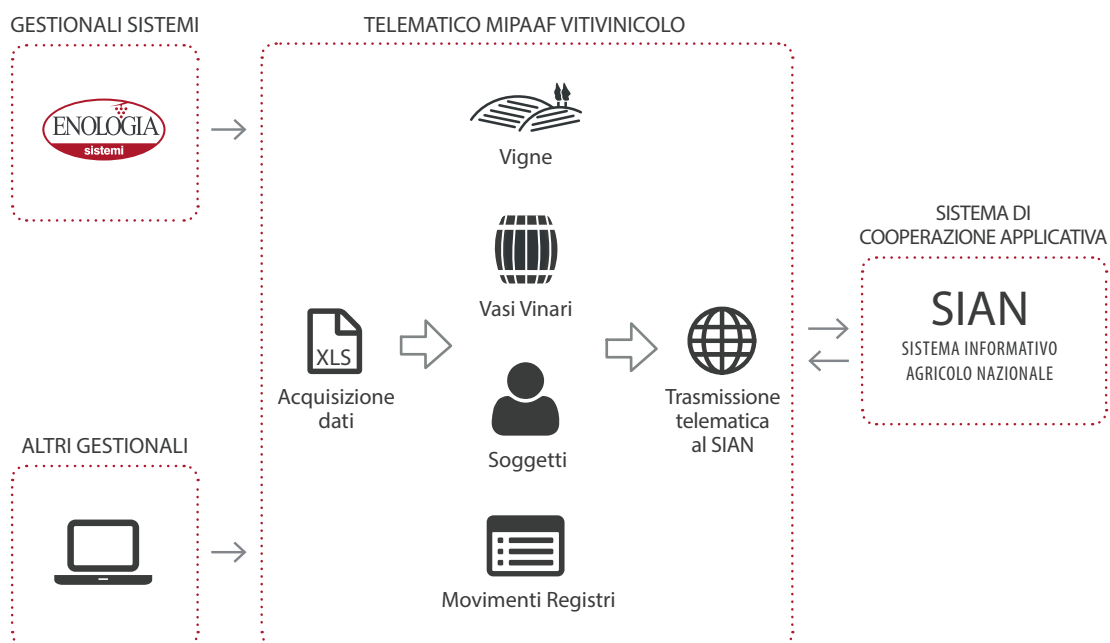 GESTIONALI SISTEMI
ENOLOGIA
sistemi
ALTRI GESTIONALI
TELEMATICO MIPAAF VITIVINICOLO
XLS
Acquisizione
dati
Vigne
Vasi Vinari
Soggetti
Movimenti Registri
Trasmissione
telematica
al SIAN
SISTEMA DI
COOPERAZIONE APPLICATIVA
SIAN
SISTEMA INFORMATIVO
AGRICOLO NAZIONALE